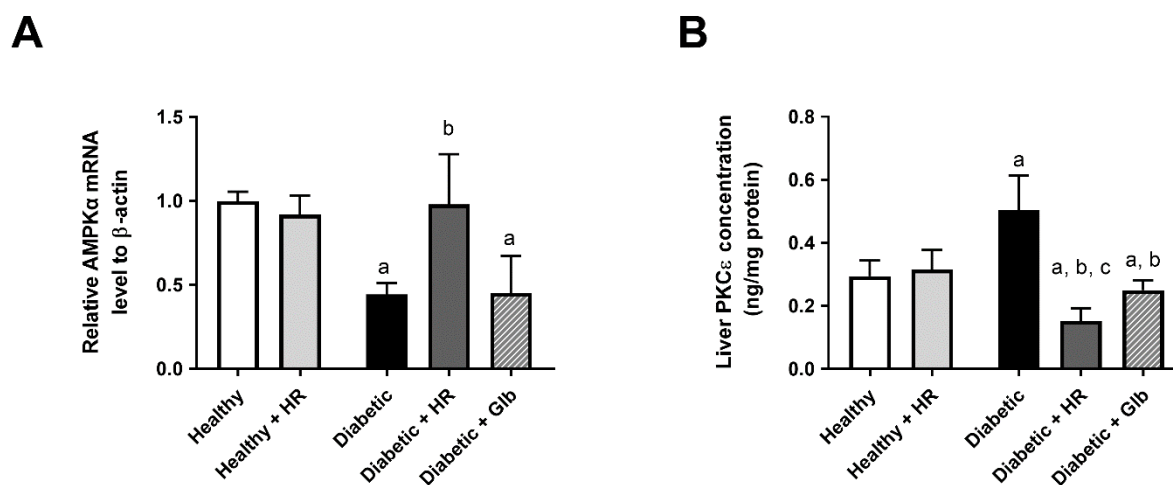 A
Relative AMPKα mRNA
level to β-actin
1.5
1.0
0.5
0.0
b
a
a
Healthy
Healthy + HR
Diabetic
Diabetic + HR
Diabetic + Glb
B
Liver PKCε concentration
(ng/mg protein)
0.8
0.6
0.4
0.2
0.0
a
a, b, c
a, b
Healthy
Healthy + HR
Diabetic
Diabetic + HR
Diabetic + Glb